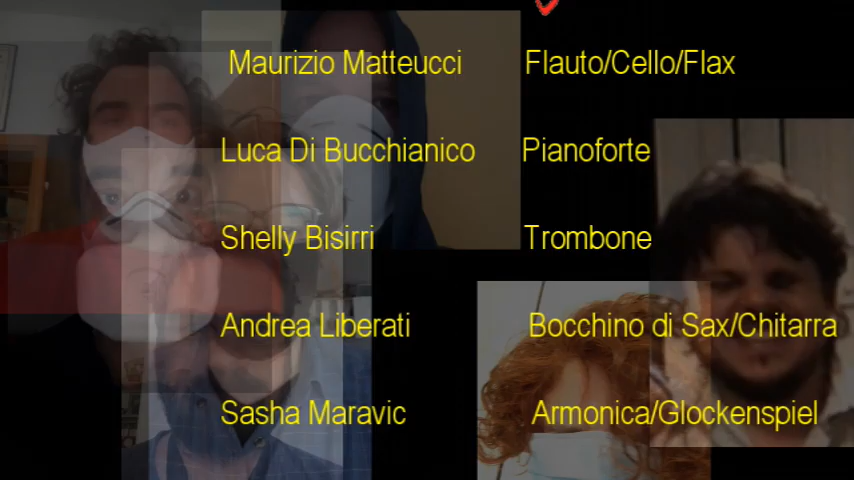 Maurizio Matteucci Flauto/Cello/Flax
Luca Di Bucchianico Pianoforte
Shelly Bisirri Trombone
Andrea Liberati Bocchino di Sax/Chitarra
Sasha Maravic Armonica/Glockenspiel